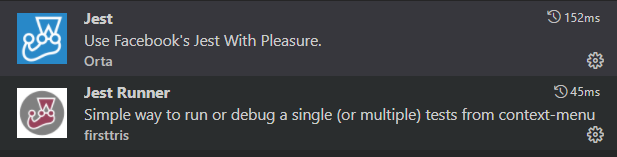 Jest 152ms
Use Facebook's Jest With Pleasure.
Orta
Jest Runner 45ms
Simple way to run or debug a single (or multiple) tests from context-menu
firsttris